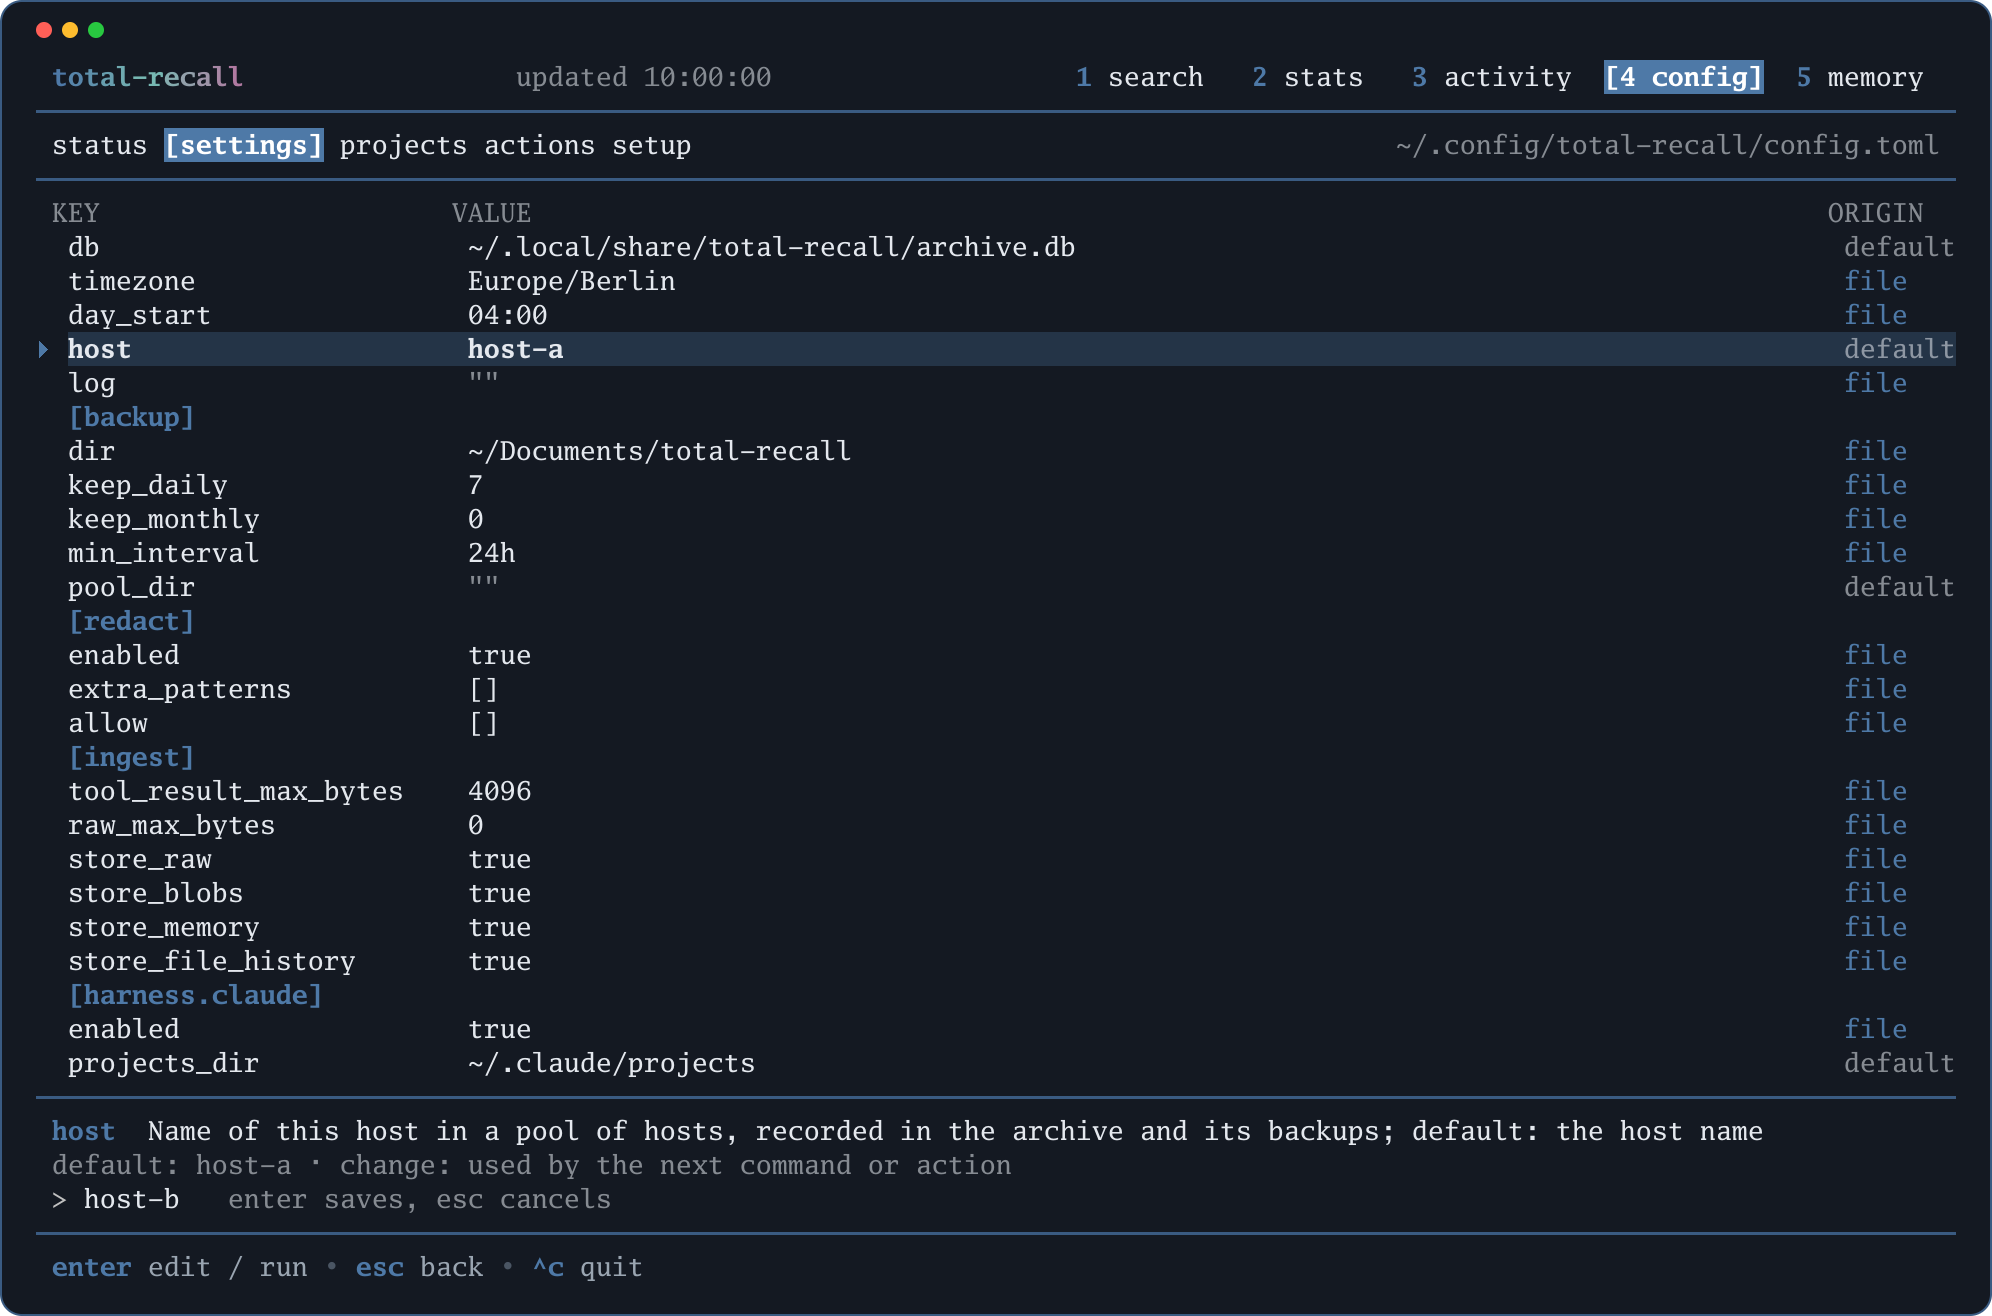 total-recall updated 10:00:00 1 search 2 stats 3 activity [4 config] 5 memory
status [settings] projects actions setup ~/.config/total-recall/config.toml
KEY VALUE ORIGIN
db ~/.local/share/total-recall/archive.db default
timezone Europe/Berlin file
day_start 04:00 file
host host-a default
log "" file
[backup]
dir ~/Documents/total-recall file
keep_daily 7 file
keep_monthly 0 file
min_interval 24h file
pool_dir "" default
[redact]
enabled true file
extra_patterns [] file
allow [] file
[ingest]
tool_result_max_bytes 4096 file
raw_max_bytes 0 file
store_raw true file
store_blobs true file
store_memory true file
store_file_history true file
[harness.claude]
enabled true file
projects_dir ~/.claude/projects default
host Name of this host in a pool of hosts, recorded in the archive and its backups; default: the host name
default: host-a · change: used by the next command or action
> host-b enter saves, esc cancels
enter edit / run • esc back • ^c quit